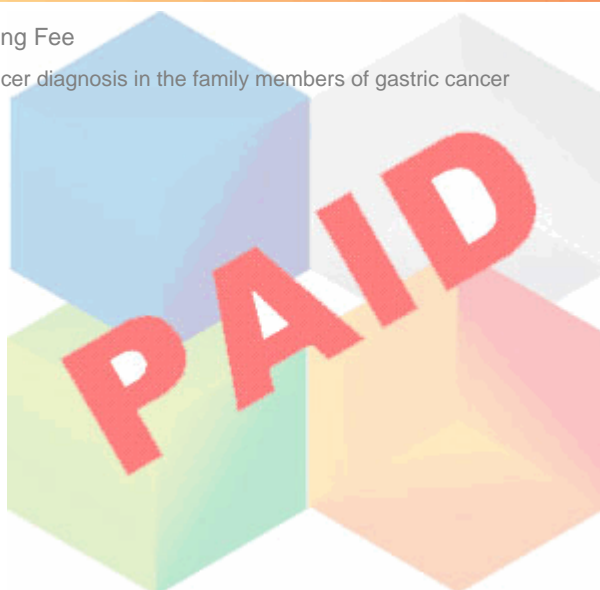 ng Fee
cer diagnosis in the family members of gastric cancer
PAID